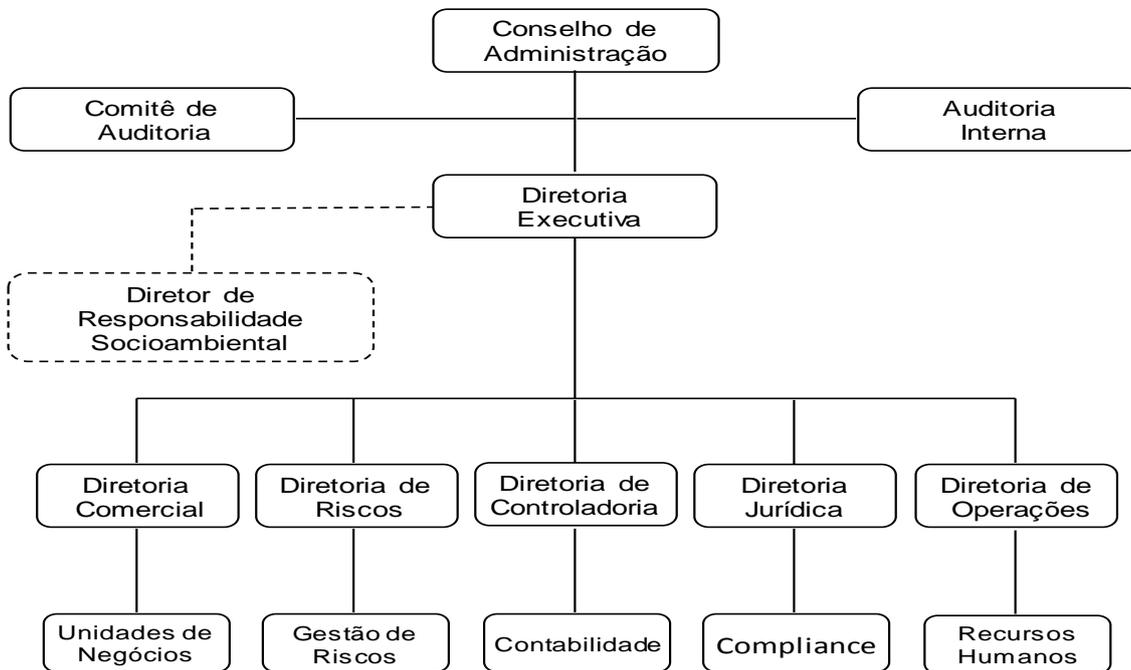 Conselho de
Administração
Comitê de
Auditoria
Auditoria
Interna
Diretoria
Executiva
Diretor de
Responsabilidade
Socioambiental
Diretoria
Comercial
Diretoria de
Riscos
Diretoria de
Controladoria
Diretoria
Jurídica
Diretoria de
Operações
Unidades de
Negócios
Gestão de
Riscos
Contabilidade
Compliance
Recursos
Humanos